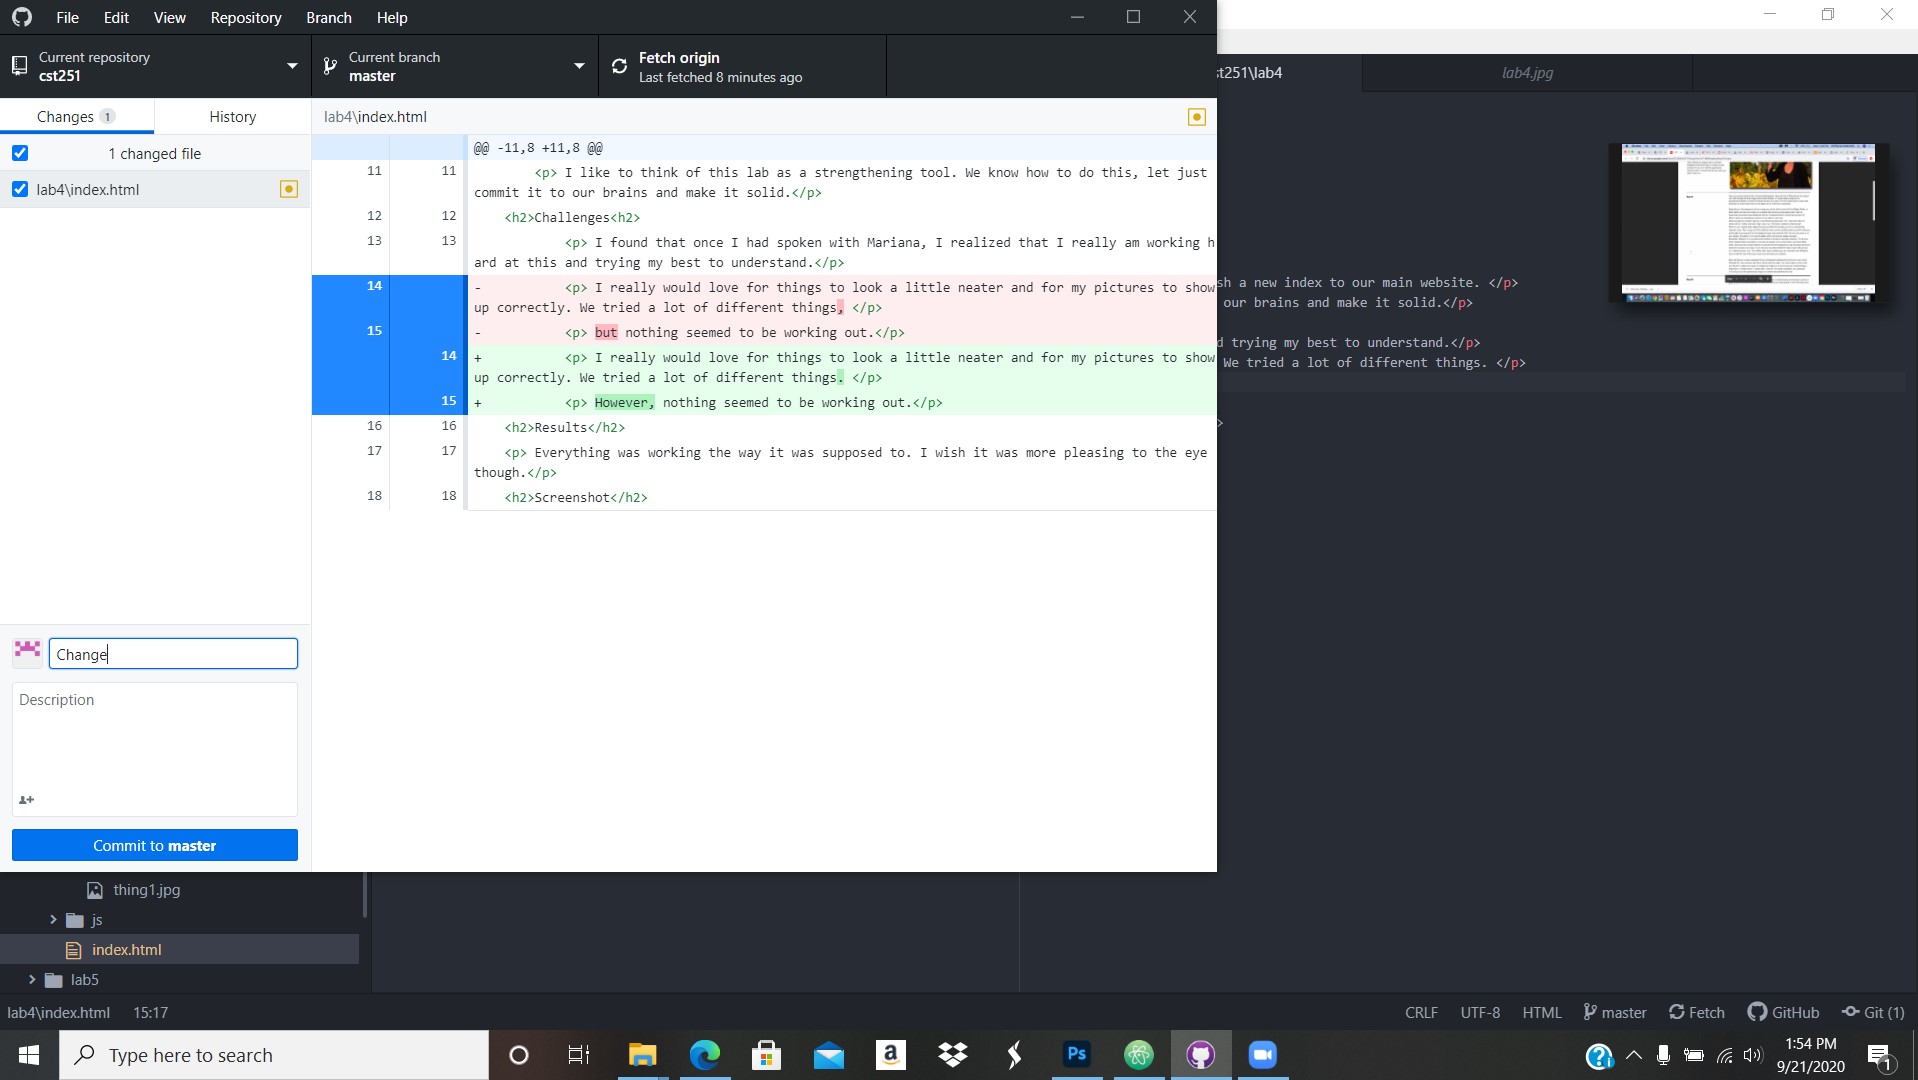 File Edit View Repository Branch Help
Current repository
cst251
Current branch
master
Fetch origin
Last fetched 8 minutes ago
st251\lab4
lab4.jpg
Changes 1 History
lab4\index.html
1 changed file
lab4\index.html
@@ -11,8 +11,8 @@
11 11 <p> I like to think of this lab as a strengthening tool. We know how to do this, let just
commit it to our brains and make it solid.</p>
12 12 <h2>Challenges<h2>
13 13 <p> I found that once I had spoken with Mariana, I realized that I really am working h
ard at this and trying my best to understand.</p>
14 - <p> I really would love for things to look a little neater and for my pictures to show
up correctly. We tried a lot of different things, </p>
15 - <p> but nothing seemed to be working out.</p>
14 + <p> I really would love for things to look a little neater and for my pictures to show
up correctly. We tried a lot of different things. </p>
15 + <p> However, nothing seemed to be working out.</p>
16 16 <h2>Results</h2>
17 17 <p> Everything was working the way it was supposed to. I wish it was more pleasing to the eye
though.</p>
18 18 <h2>Screenshot</h2>
sh a new index to our main website. </p>
our brains and make it solid.</p>
d trying my best to understand.</p>
We tried a lot of different things. </p>
>
Change
Description
Commit to master
thing1.jpg
js
index.html
lab5
lab4\index.html 15:17
CRLF UTF-8 HTML master Fetch GitHub Git (1)
Type here to search
a
Ps
1:54 PM
9/21/2020
1